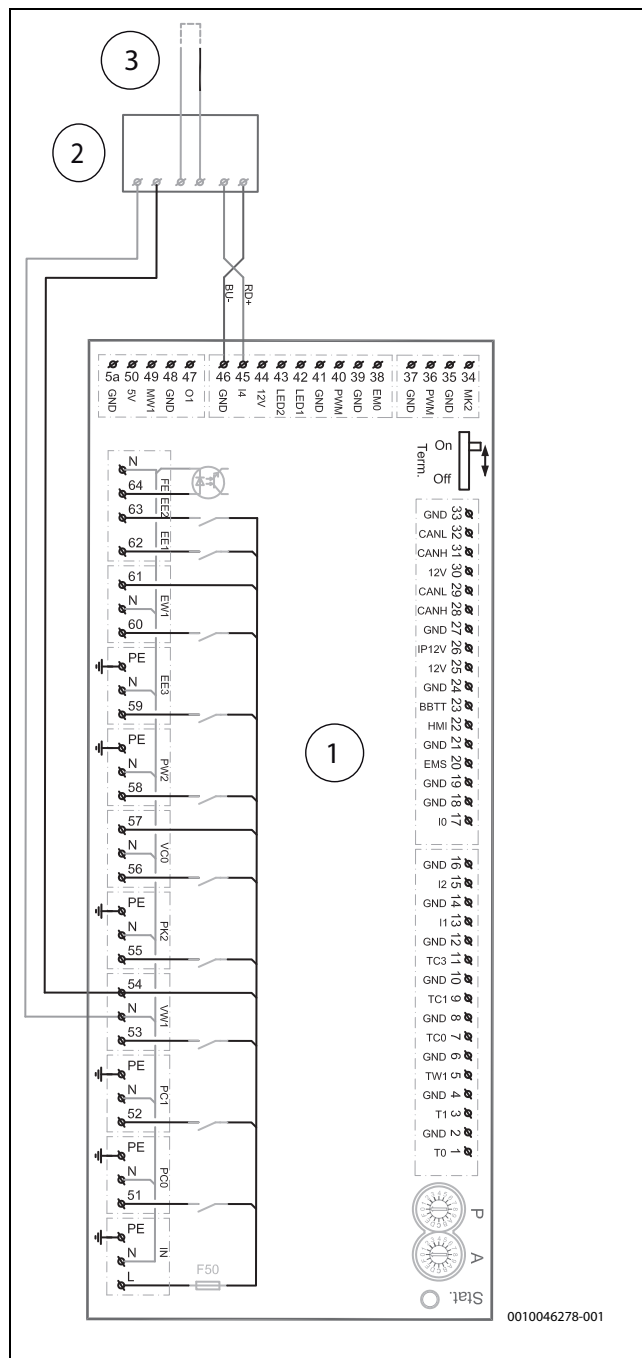 3
2
BU-
RD+
5a 50 49 48 47 46 45 44 43 42 41 40 39 38 37 36 35 34
GND 5V MW1 GND O1 GND I4 12V LED2 LED1 GND PWM GND EM0 GND PWM GND MK2
On
Term.
Off
N
64 FE
63 EE2
62 EE1
61
N EW1
60
PE
N EE3
59
PE
N PW2
58
57
N VC0
56
PE
N PK2
55
54
N VW1
53
PE
N PC1
52
PE
N PC0
51
PE
N IN
L
F50
1
GND 33
CANL 32
CANH 31
12V 30
CANL 29
CANH 28
GND 27
IP12V 26
12V 25
GND 24
BBTT 23
HMI 22
GND 21
EMS 20
GND 19
GND 18
I0 17
GND 16
I2 15
GND 14
I1 13
GND 12
TC3 11
GND 10
TC1 9
GND 8
TC0 7
GND 6
TW1 5
GND 4
T1 3
GND 2
T0 1
P
A
Stat.
0010046278-001